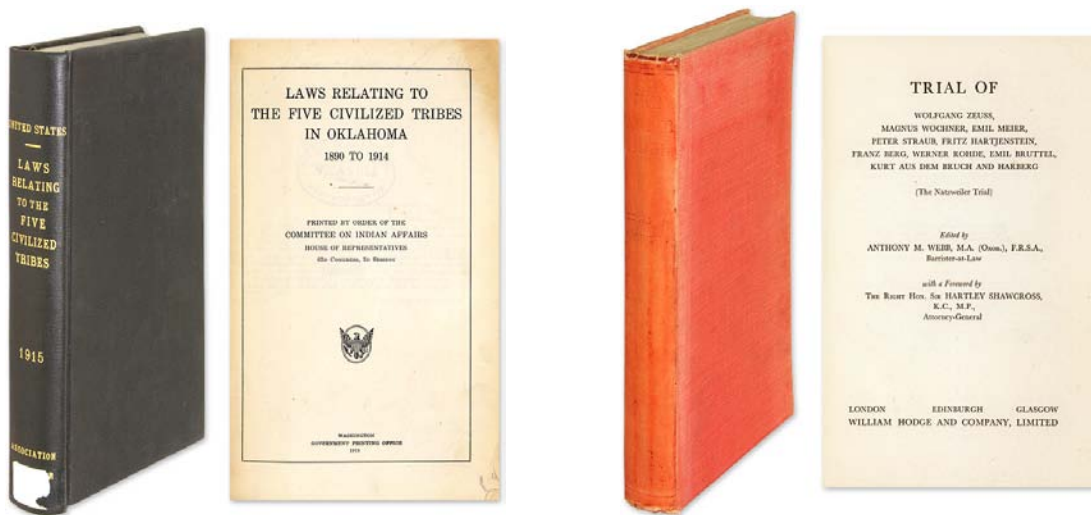 UNITED STATES
LAWS
RELATING
TO THE
FIVE
CIVILIZED
TRIBES
1915
ASSOCIATION
LAWS RELATING TO
THE FIVE CIVILIZED TRIBES
IN OKLAHOMA
1890 TO 1914
PRINTED BY ORDER OF THE
COMMITTEE ON INDIAN AFFAIRS
HOUSE OF REPRESENTATIVES
WASHINGTON
GOVERNMENT PRINTING OFFICE
TRIAL OF
WOLFGANG ZEUSS,
MAGNUS WOCHNER, EMIL MEIER,
PETER STRAUB, FRITZ HARTJENSTEIN,
FRANZ BERG, WERNER ROHDE, EMIL BRUTTEL,
KURT AUS DEM BRUCH AND HARBERG
(The Natzweiler Trial)
Edited by
ANTHONY M. WEBB, M.A. (Oxon.), F.R.S.A.,
Barrister-at-Law
with a Foreword by
THE RIGHT HON. SIR HARTLEY SHAWCROSS,
K.C., M.P.,
Attorney-General
LONDON EDINBURGH GLASGOW
WILLIAM HODGE AND COMPANY, LIMITED